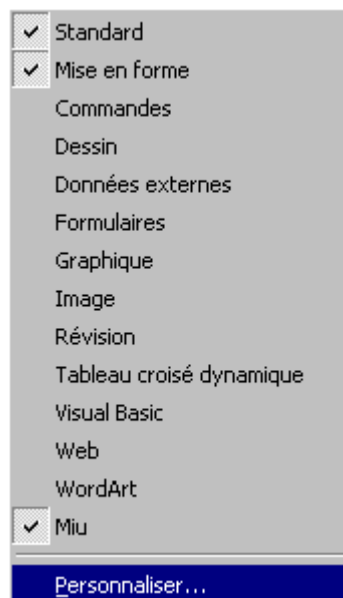 Standard
Mise en forme
Commandes
Dessin
Données externes
Formulaires
Graphique
Image
Révision
Tableau croisé dynamique
Visual Basic
Web
WordArt
Miu
Personnaliser...